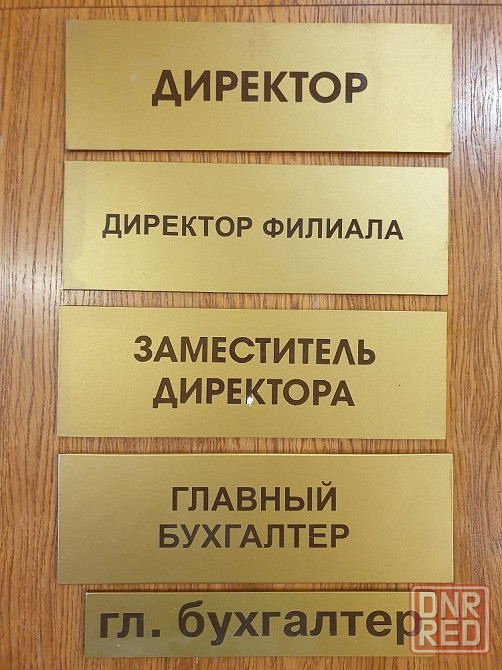 ДИРЕКТОР
ДИРЕКТОР ФИЛИАЛА
ЗАМЕСТИТЕЛЬ
ДИРЕКТОРА
ГЛАВНЫЙ
БУХГАЛТЕР
гл. бухгалтер
DNR
RED